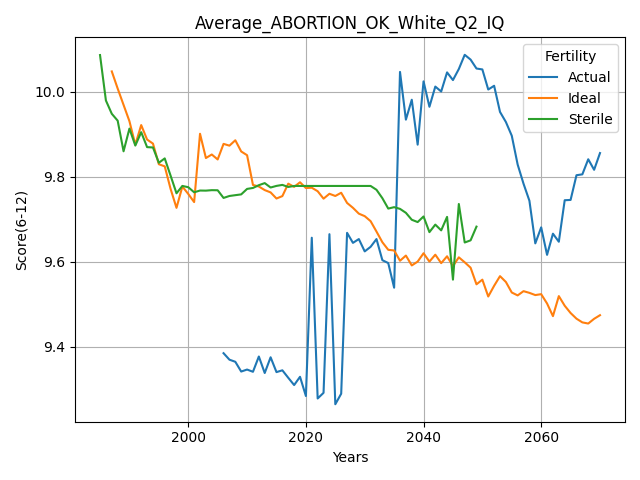 Average_ABORTION_OK_White_Q2_IQ
Fertility
Actual
Ideal
Sterile
Score(6-12)
10.0
9.8
9.6
9.4
2000
2020
2040
2060
Years